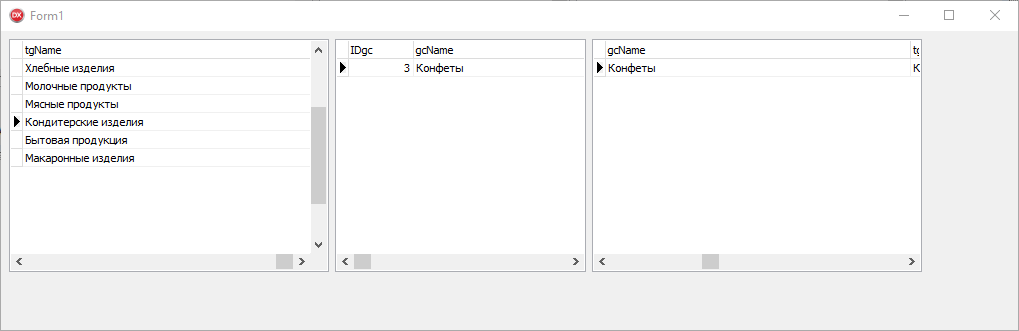 DX Form1
tgName
Хлебные изделия
Молочные продукты
Мясные продукты
Кондитерские изделия
Бытовая продукция
Макаронные изделия
IDgc gcName
3 Конфеты
gcName tg
Конфеты К